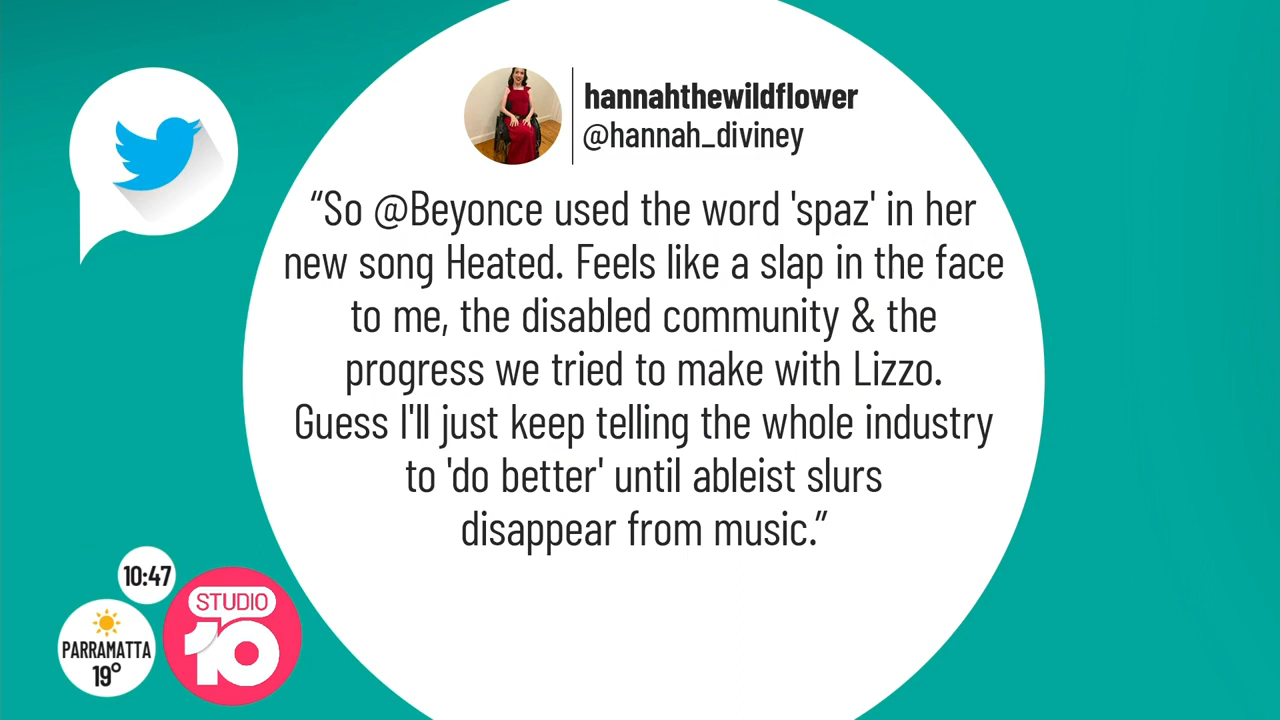 hannahthewildflower
@hannah_diviney
“So @Beyonce used the word 'spaz' in her
new song Heated. Feels like a slap in the face
to me, the disabled community & the
progress we tried to make with Lizzo.
Guess I'll just keep telling the whole industry
to 'do better' until ableist slurs
disappear from music.”
10:47
PARRAMATTA
19°
STUDIO
10